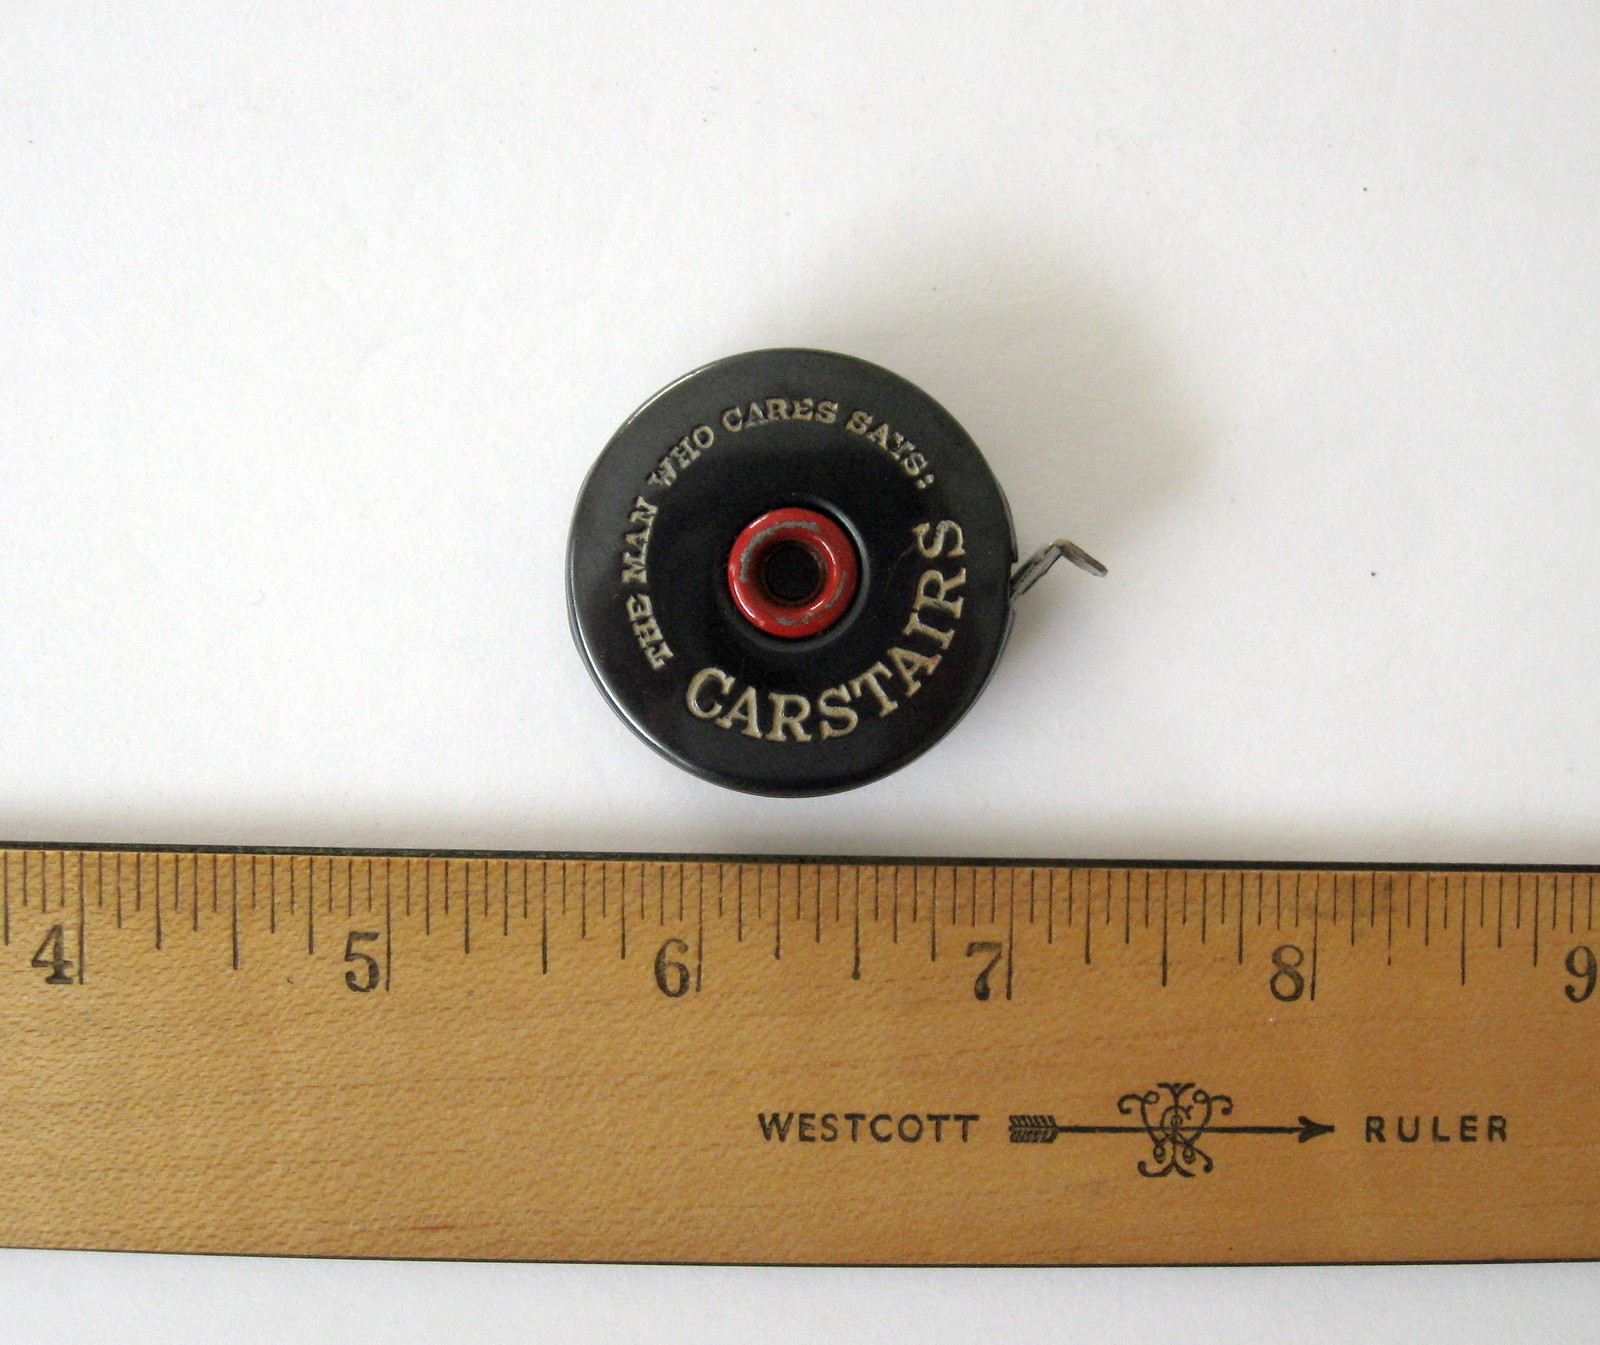 THE MAN WHO CARES SAYS:
CARSTAIRS
4 5 6 7 8 9
WESTCOTT RULER